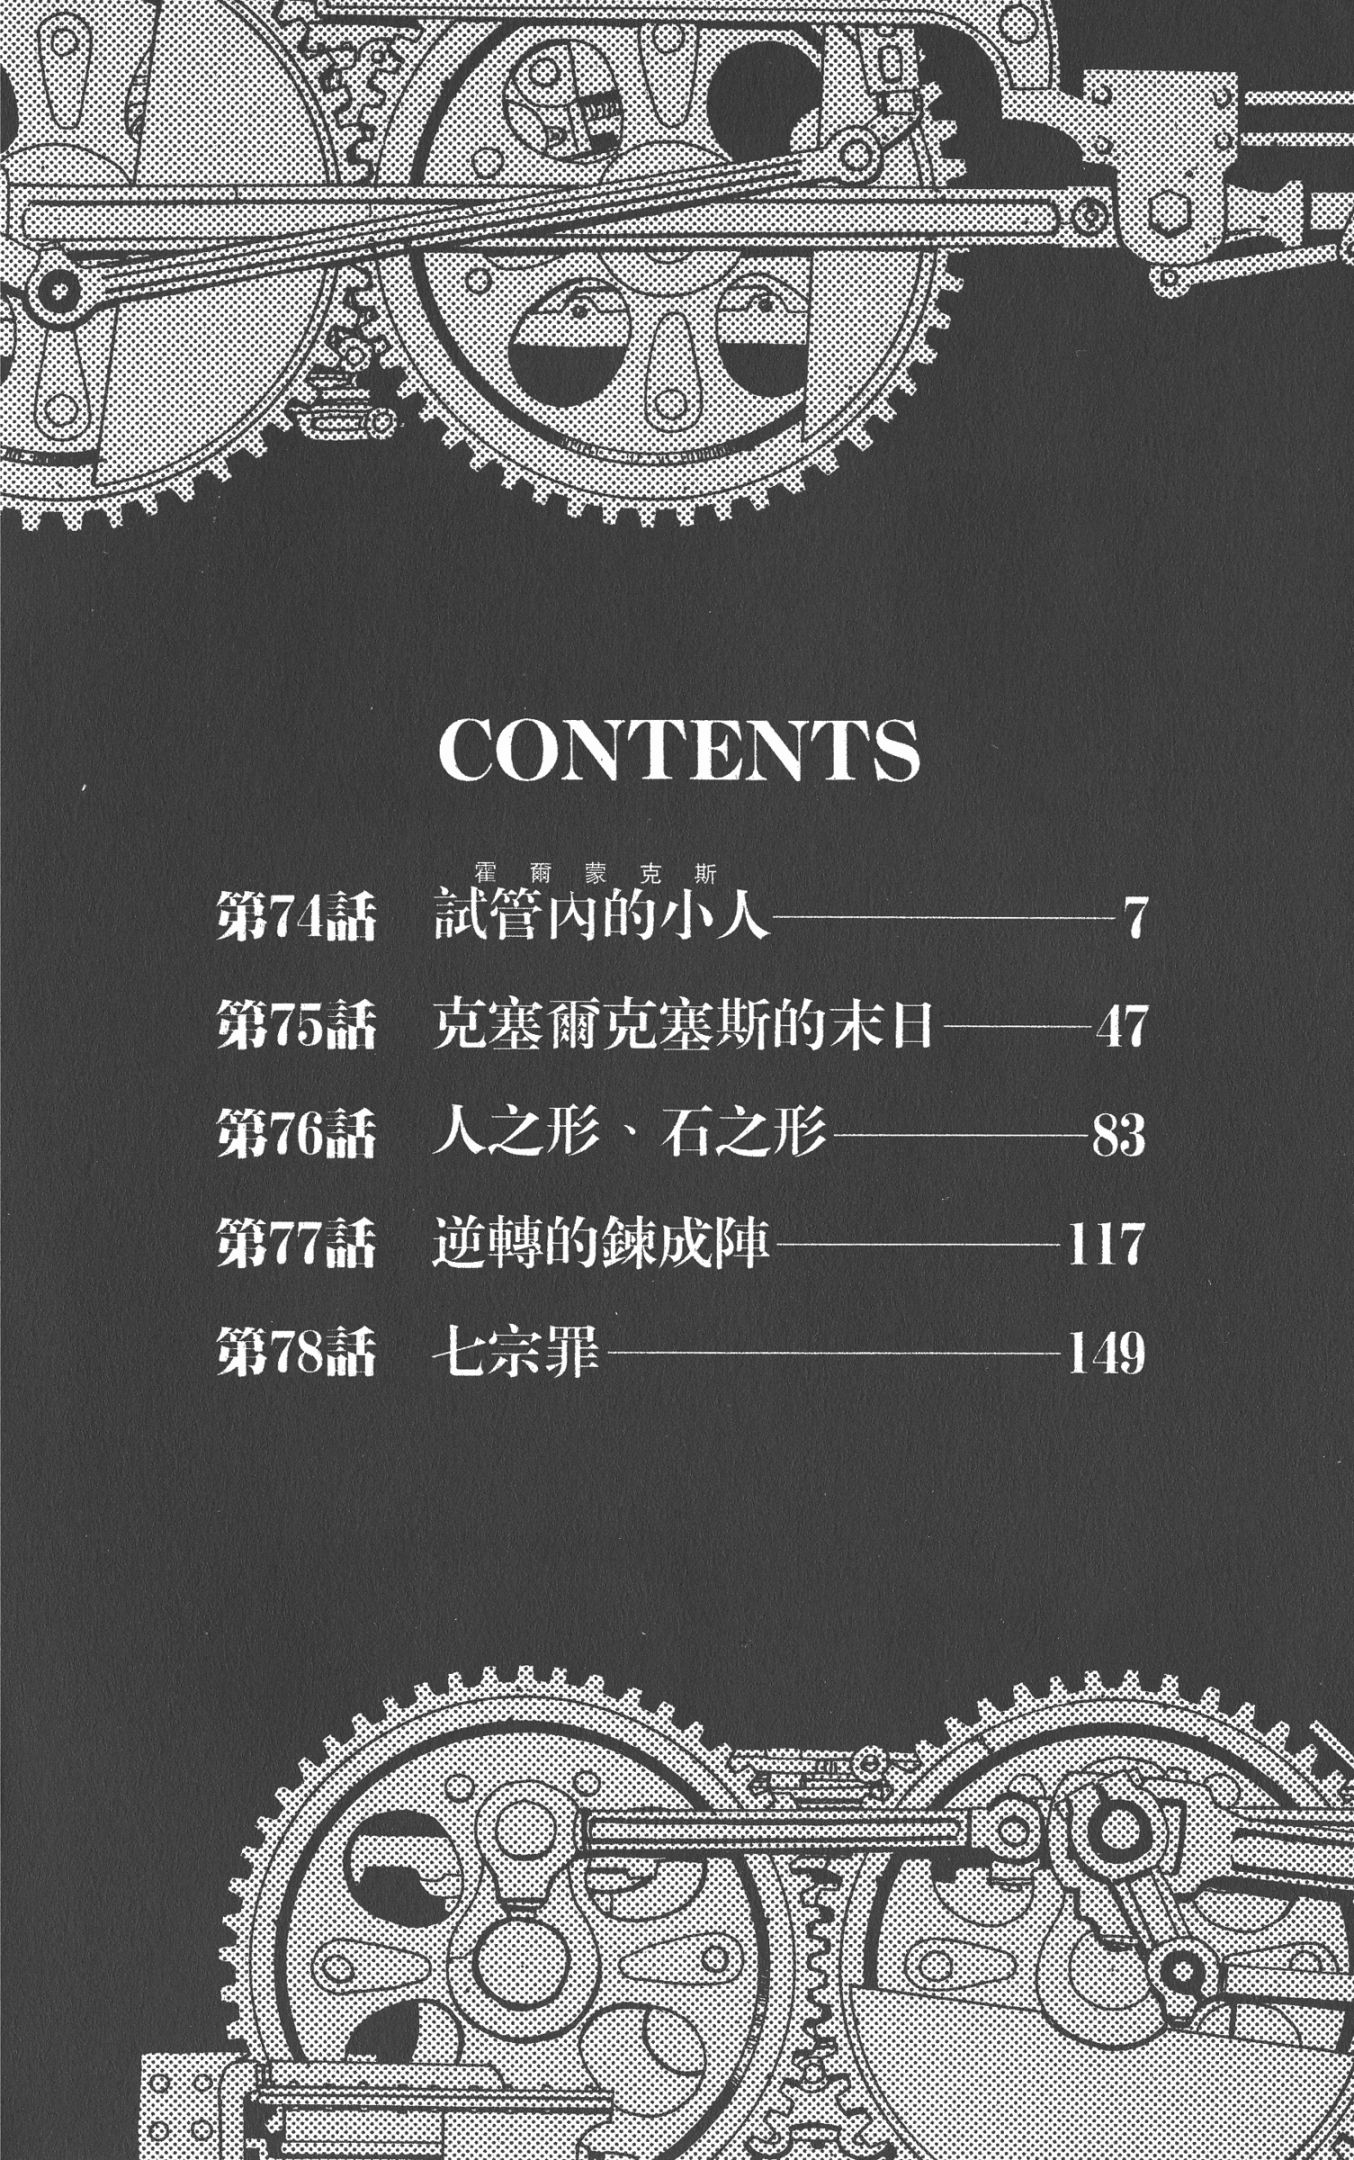 CONTENTS
霍爾蒙克斯
第74話 試管內的小人 7
第75話 克塞爾克塞斯的末日 47
第76話 人之形、石之形 83
第77話 逆轉的鍊成陣 117
第78話 七宗罪 149